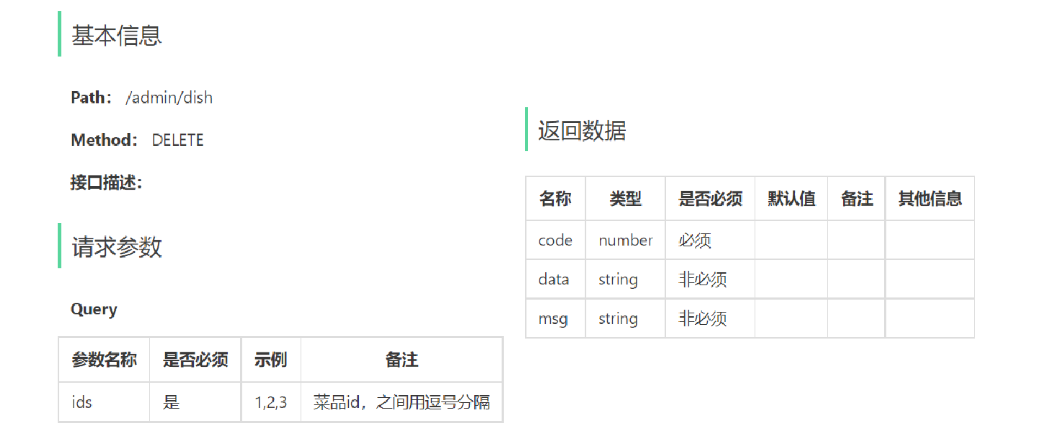 基本信息
Path： /admin/dish
Method： DELETE
接口描述：
请求参数
Query
参数名称 是否必须 示例 备注
ids 是 1,2,3 菜品id，之间用逗号分隔
返回数据
名称 类型 是否必须 默认值 备注 其他信息
code number 必须
data string 非必须
msg string 非必须